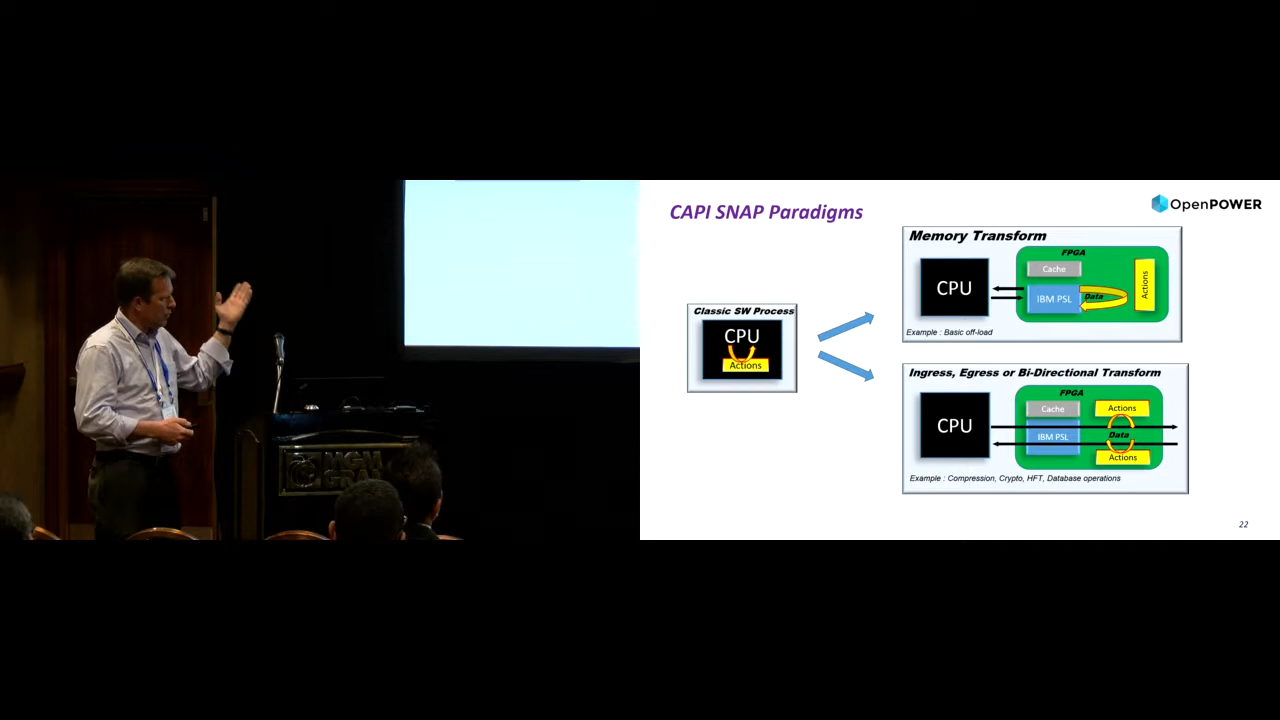 CAPI SNAP Paradigms
OpenPOWER
Classic SW Process
CPU
Actions
Memory Transform
FPGA
CPU
Cache
IBM PSL
Data
Actions
Example : Basic off-load
Ingress, Egress or Bi-Directional Transform
FPGA
CPU
Cache
Actions
IBM PSL
Data
Actions
Example : Compression, Crypto, HFT, Database operations
22
MGM